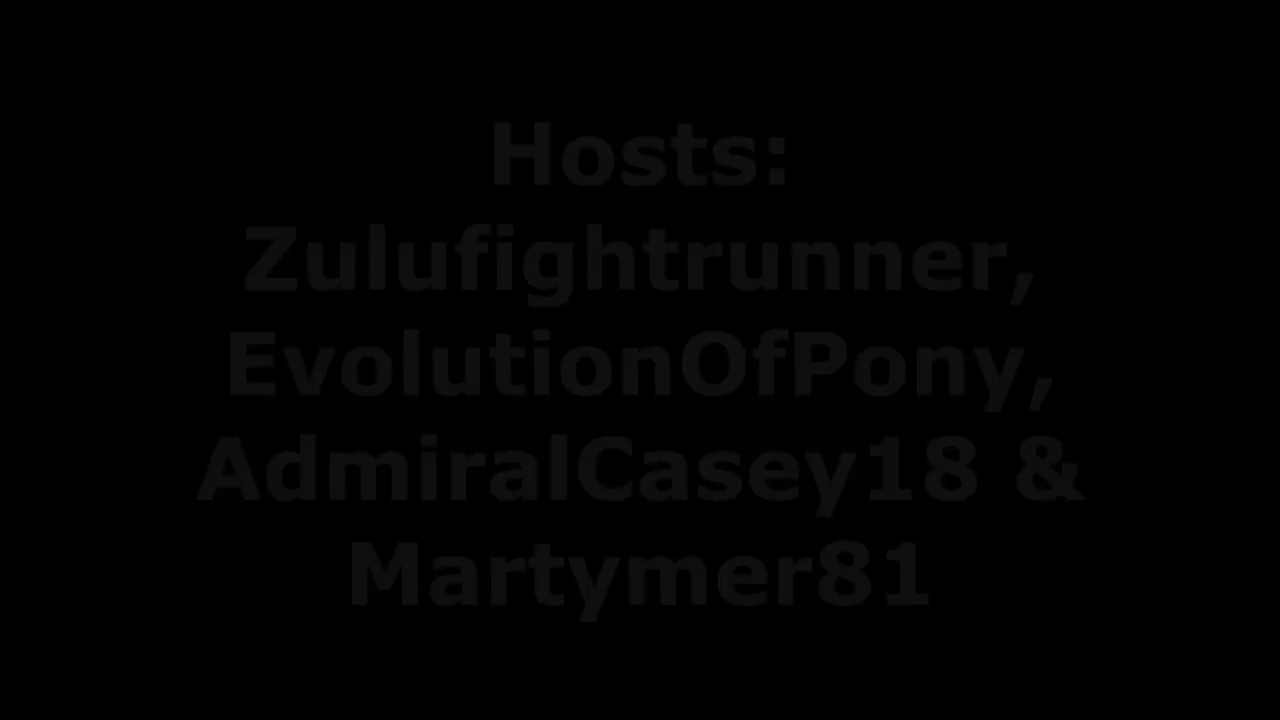 Hosts:
Zulufightrunner,
EvolutionOfPony,
AdmiralCasey18 &
Martymer81